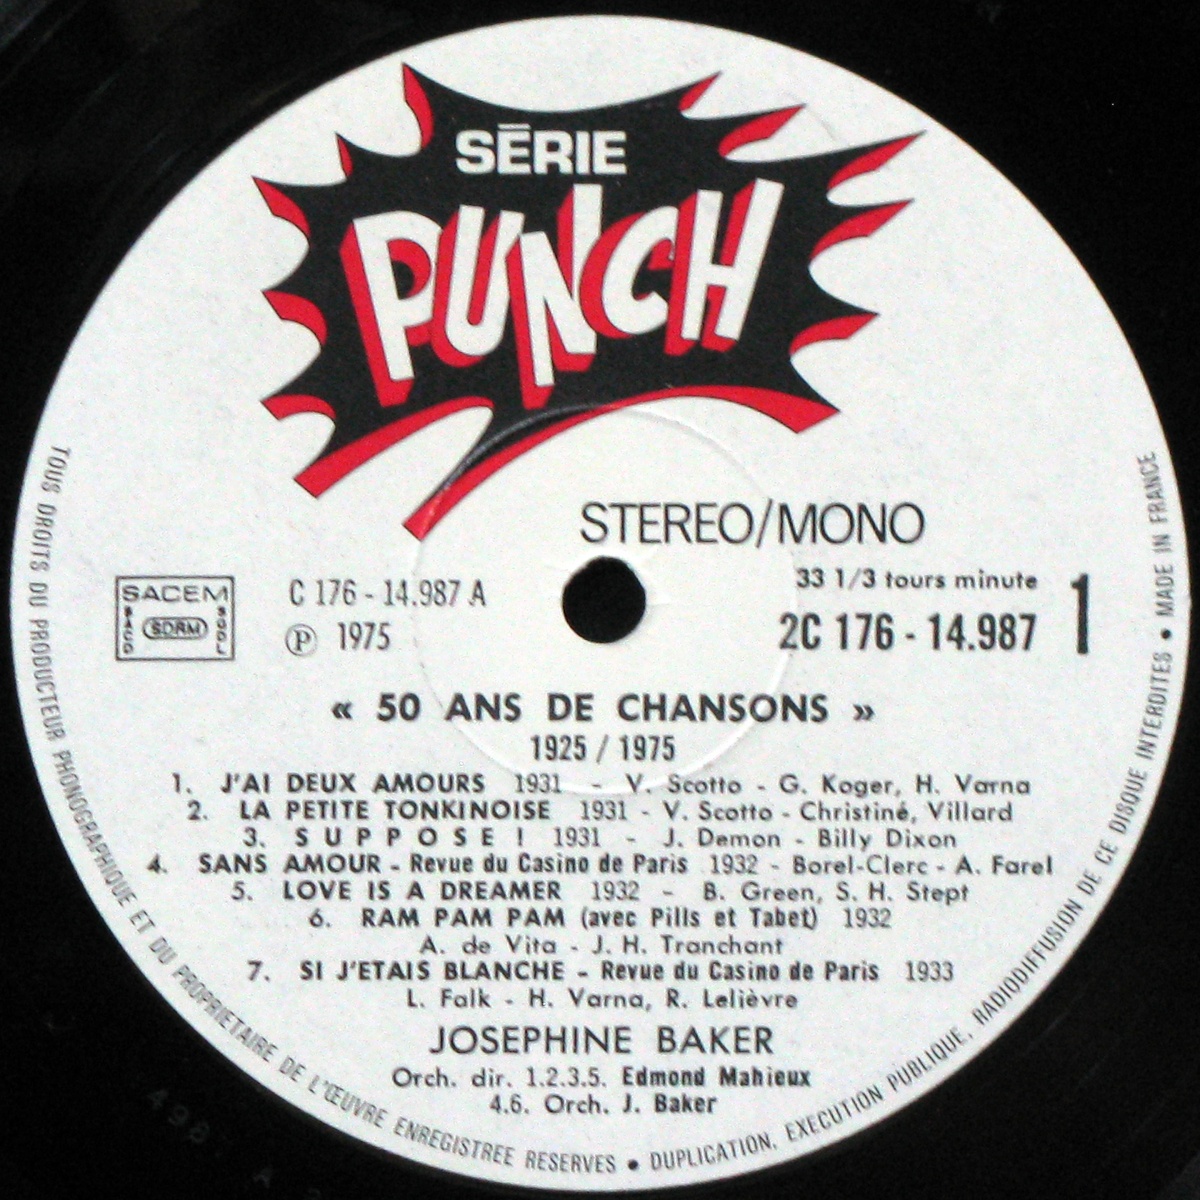 SĒRIE
PUNCH
STEREO/MONO
SACEM
SACD SDRM SGDL
C 176 - 14.987 A
Ⓟ 1975
33 1/3 tours minute
2C 176 - 14.987
1
« 50 ANS DE CHANSONS »
1925 / 1975
1. J'AI DEUX AMOURS 1931 - V. Scotto - G. Koger, H. Varna
2. LA PETITE TONKINOISE 1931 - V. Scotto - Christiné, Villard
3. SUPPOSE ! 1931 - J. Demon - Billy Dixon
4. SANS AMOUR - Revue du Casino de Paris 1932 - Borel-Clerc - A. Farel
5. LOVE IS A DREAMER 1932 - B. Green, S. H. Stept
6. RAM PAM PAM (avec Pills et Tabet) 1932
A. de Vita - J. H. Tranchant
7. SI J'ETAIS BLANCHE - Revue du Casino de Paris 1933
L. Falk - H. Varna, R. Lelièvre
JOSEPHINE BAKER
Orch. dir. 1.2.3.5. Edmond Mahieux
4.6. Orch. J. Baker
TOUS DROITS DU PRODUCTEUR PHONOGRAPHIQUE ET DU PROPRIETAIRE DE L'ŒUVRE ENREGISTREE RESERVES • DUPLICATION, EXECUTION PUBLIQUE, RADIODIFFUSION DE CE DISQUE INTERDITES • MADE IN FRANCE